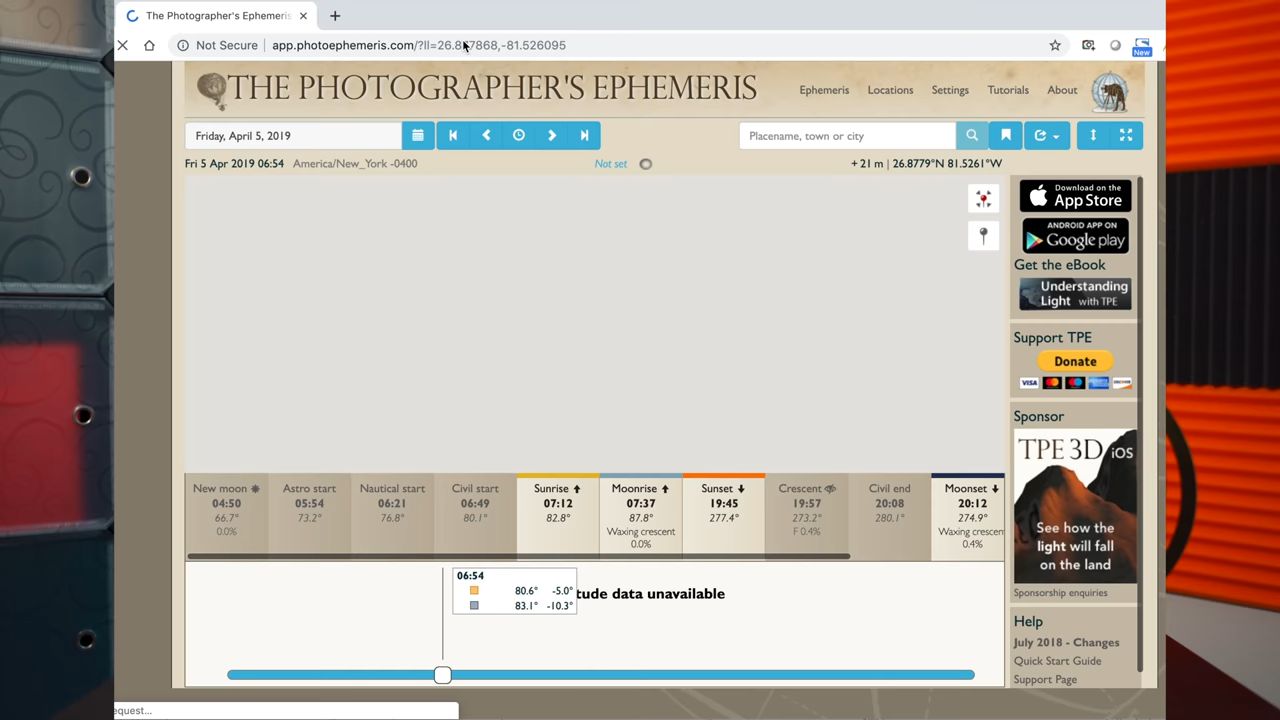 The Photographer's Ephemeris
Not Secure
app.photoephemeris.com/?ll=26.877868,-81.526095
New
THE PHOTOGRAPHER'S EPHEMERIS
Ephemeris Locations Settings Tutorials About
Friday, April 5, 2019
Placename, town or city
Fri 5 Apr 2019 06:54 America/New_York -0400
Not set
+ 21 m | 26.8779°N 81.5261°W
Download on the
App Store
ANDROID APP ON
Google play
Get the eBook
Understanding
Light with TPE
Support TPE
Donate
VISA
DISCOVER
Sponsor
TPE 3D iOS
See how the
light will fall
on the land
Sponsorship enquiries
Help
July 2018 - Changes
Quick Start Guide
Support Page
New moon
04:50
66.7°
0.0%
Astro start
05:54
73.2°
Nautical start
06:21
76.8°
Civil start
06:49
80.1°
Sunrise
07:12
82.8°
Moonrise
07:37
87.8°
Waxing crescent
0.0%
Sunset
19:45
277.4°
Crescent
19:57
273.2°
F 0.4%
Civil end
20:08
280.1°
Moonset
20:12
274.9°
Waxing crescen
0.4%
06:54
80.6° -5.0°
83.1° -10.3°
tude data unavailable
equest...